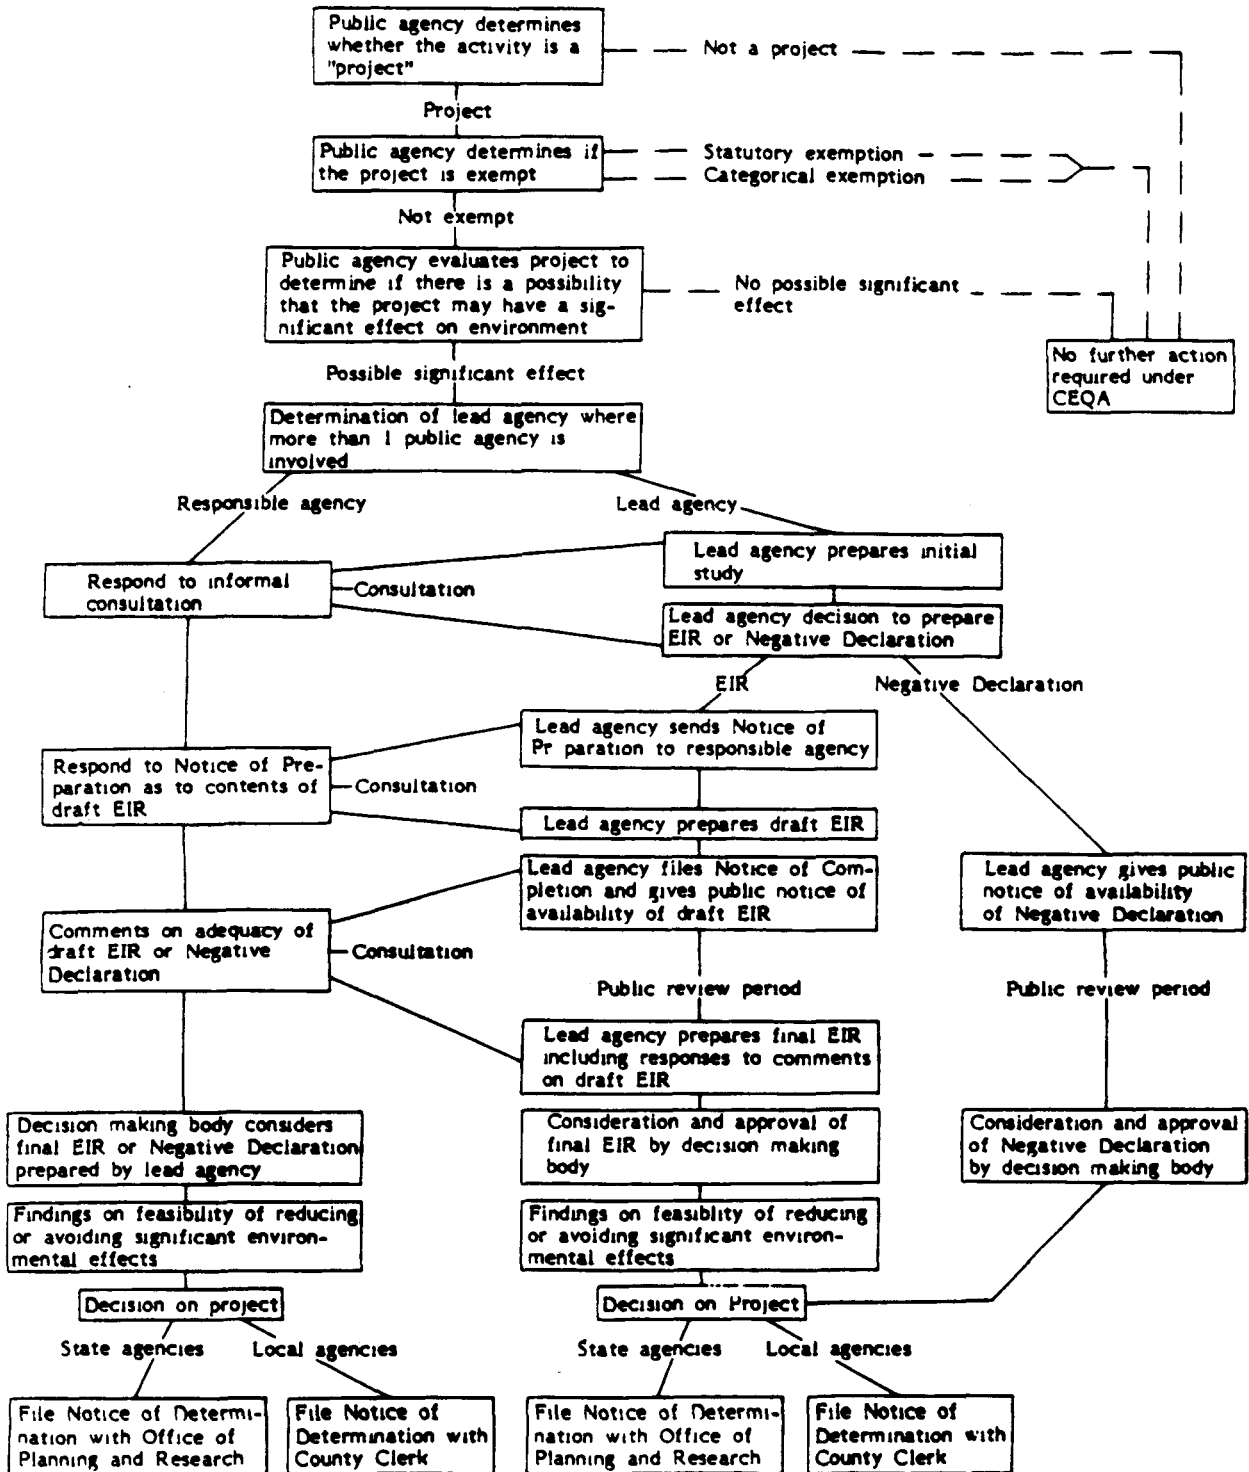 Public agency determines
whether the activity is a
"project"
Not a project
Project
Public agency determines if
the project is exempt
Statutory exemption
Categorical exemption
Not exempt
Public agency evaluates project to
determine if there is a possibility
that the project may have a sig-
nificant effect on environment
No possible significant
effect
No further action
required under
CEQA
Possible significant effect
Determination of lead agency where
more than 1 public agency is
involved
Responsible agency
Lead agency
Lead agency prepares initial
study
Respond to informal
consultation
Consultation
Lead agency decision to prepare
EIR or Negative Declaration
EIR
Negative Declaration
Lead agency sends Notice of
Pr paration to responsible agency
Respond to Notice of Pre-
paration as to contents of
draft EIR
Consultation
Lead agency prepares draft EIR
Lead agency files Notice of Com-
pletion and gives public notice of
availability of draft EIR
Lead agency gives public
notice of availability
of Negative Declaration
Comments on adequacy of
draft EIR or Negative
Declaration
Consultation
Public review period
Public review period
Lead agency prepares final EIR
including responses to comments
on draft EIR
Decision making body considers
final EIR or Negative Declaration
prepared by lead agency
Consideration and approval of
final EIR by decision making
body
Consideration and approval
of Negative Declaration
by decision making body
Findings on feasibility of reducing
or avoiding significant environ-
mental effects
Findings on feasiblity of reducing
or avoiding significant environ-
mental effects
Decision on project
Decision on Project
State agencies
Local agencies
State agencies
Local agencies
File Notice of Determi-
nation with Office of
Planning and Research
File Notice of
Determination with
County Clerk
File Notice of Determi-
nation with Office of
Planning and Research
File Notice of
Determination with
County Clerk